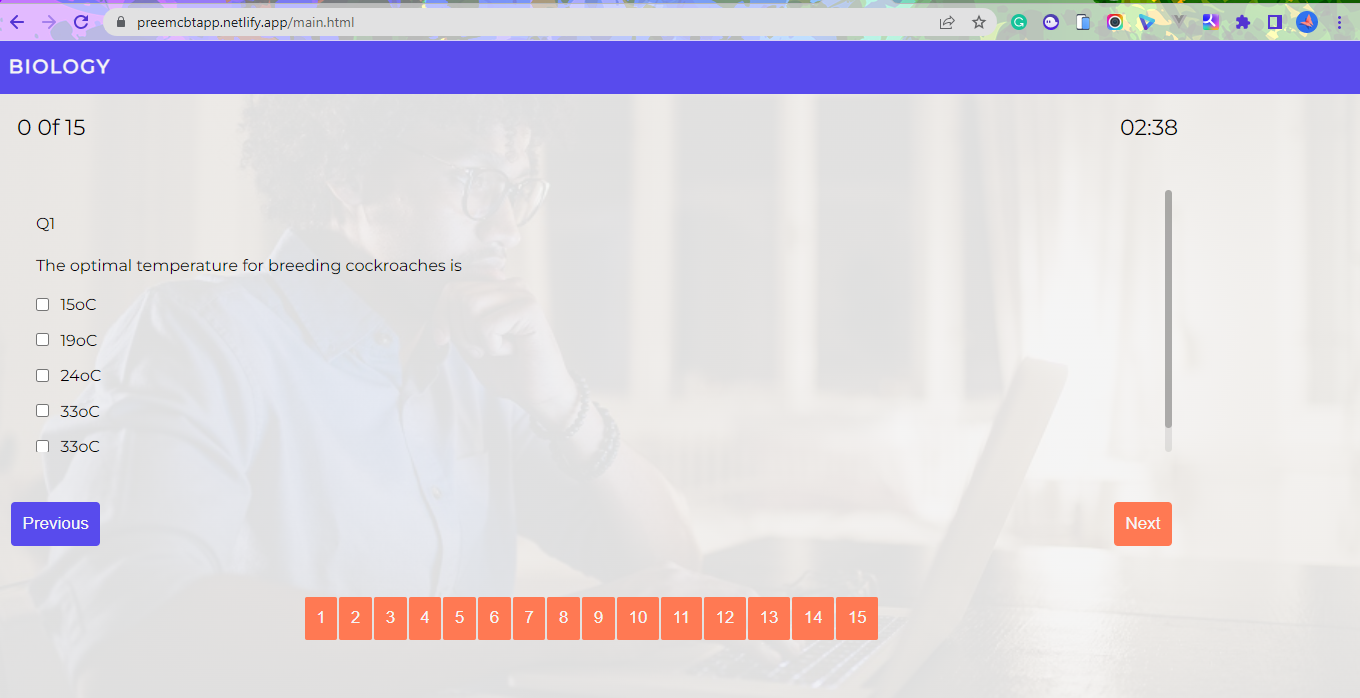 preemcbtapp.netlify.app/main.html
BIOLOGY
0 0f 15
02:38
Q1
The optimal temperature for breeding cockroaches is
15oC
19oC
24oC
33oC
33oC
Previous
Next
1 2 3 4 5 6 7 8 9 10 11 12 13 14 15